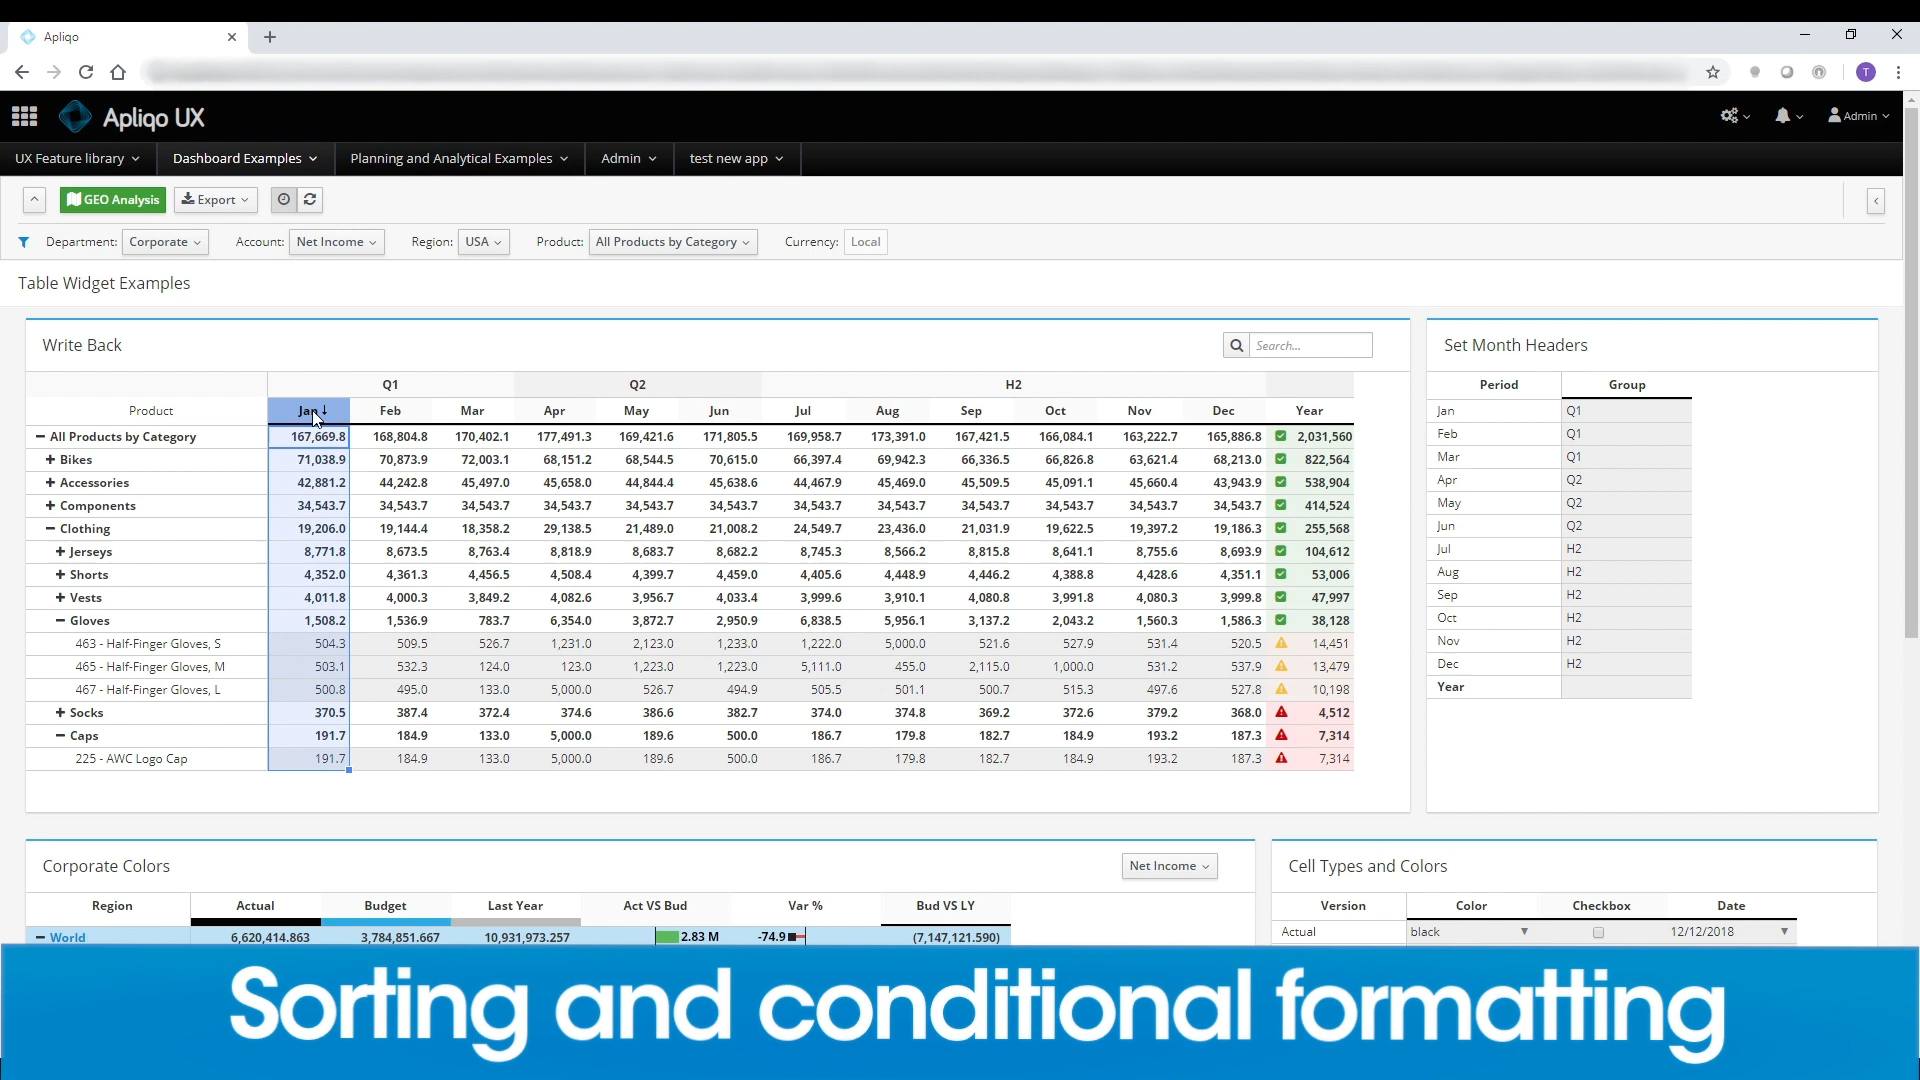 Apliqo
T
Apliqo UX
Admin
UX Feature library Dashboard Examples Planning and Analytical Examples Admin test new app
GEO Analysis Export
Department: Corporate Account: Net Income Region: USA Product: All Products by Category Currency: Local
Table Widget Examples
Write Back Search...
Q1 Q2 H2
Product Jan Feb Mar Apr May Jun Jul Aug Sep Oct Nov Dec Year
All Products by Category 167,669.8 168,804.8 170,402.1 177,491.3 169,421.6 171,805.5 169,958.7 173,391.0 167,421.5 166,084.1 163,222.7 165,886.8 2,031,560
Bikes 71,038.9 70,873.9 72,003.1 68,151.2 68,544.5 70,615.0 66,397.4 69,942.3 66,336.5 66,826.8 63,621.4 68,213.0 822,564
Accessories 42,881.2 44,242.8 45,497.0 45,658.0 44,844.4 45,638.6 44,467.9 45,469.0 45,509.5 45,091.1 45,660.4 43,943.9 538,904
Components 34,543.7 34,543.7 34,543.7 34,543.7 34,543.7 34,543.7 34,543.7 34,543.7 34,543.7 34,543.7 34,543.7 34,543.7 414,524
Clothing 19,206.0 19,144.4 18,358.2 29,138.5 21,489.0 21,008.2 24,549.7 23,436.0 21,031.9 19,622.5 19,397.2 19,186.3 255,568
Jerseys 8,771.8 8,673.5 8,763.4 8,818.9 8,683.7 8,682.2 8,745.3 8,566.2 8,815.8 8,641.1 8,755.6 8,693.9 104,612
Shorts 4,352.0 4,361.3 4,456.5 4,508.4 4,399.7 4,459.0 4,405.6 4,448.9 4,446.2 4,388.8 4,428.6 4,351.1 53,006
Vests 4,011.8 4,000.3 3,849.2 4,082.6 3,956.7 4,033.4 3,999.6 3,910.1 4,080.8 3,991.8 4,080.3 3,999.8 47,997
Gloves 1,508.2 1,536.9 783.7 6,354.0 3,872.7 2,950.9 6,838.5 5,956.1 3,137.2 2,043.2 1,560.3 1,586.3 38,128
463 - Half-Finger Gloves, S 504.3 509.5 526.7 1,231.0 2,123.0 1,233.0 1,222.0 5,000.0 521.6 527.9 531.4 520.5 14,451
465 - Half-Finger Gloves, M 503.1 532.3 124.0 123.0 1,223.0 1,223.0 5,111.0 455.0 2,115.0 1,000.0 531.2 537.9 13,479
467 - Half-Finger Gloves, L 500.8 495.0 133.0 5,000.0 526.7 494.9 505.5 501.1 500.7 515.3 497.6 527.8 10,198
Socks 370.5 387.4 372.4 374.6 386.6 382.7 374.0 374.8 369.2 372.6 379.2 368.0 4,512
Caps 191.7 184.9 133.0 5,000.0 189.6 500.0 186.7 179.8 182.7 184.9 193.2 187.3 7,314
225 - AWC Logo Cap 191.7 184.9 133.0 5,000.0 189.6 500.0 186.7 179.8 182.7 184.9 193.2 187.3 7,314
Set Month Headers
Period Group
Jan Q1
Feb Q1
Mar Q1
Apr Q2
May Q2
Jun Q2
Jul H2
Aug H2
Sep H2
Oct H2
Nov H2
Dec H2
Year
Corporate Colors Net Income
Region Actual Budget Last Year Act VS Bud Var % Bud VS LY
World 6,620,414.863 3,784,851.667 10,931,973.257 2.83 M -74.9 (7,147,121.590)
Cell Types and Colors
Version Color Checkbox Date
Actual black 12/12/2018
Sorting and conditional formatting